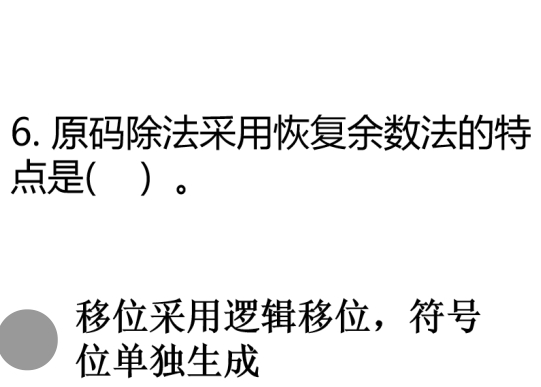 6. 原码除法采用恢复余数法的特
点是(    ) 。
移位采用逻辑移位，符号
位单独生成